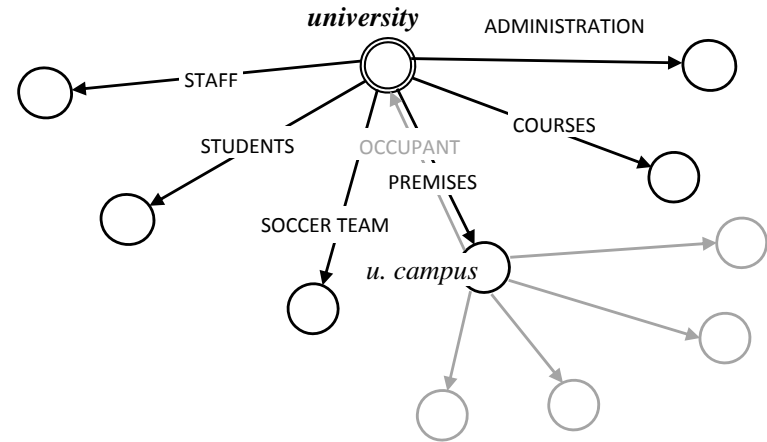 university
ADMINISTRATION
STAFF
COURSES
STUDENTS
OCCUPANT
PREMISES
SOCCER TEAM
u. campus